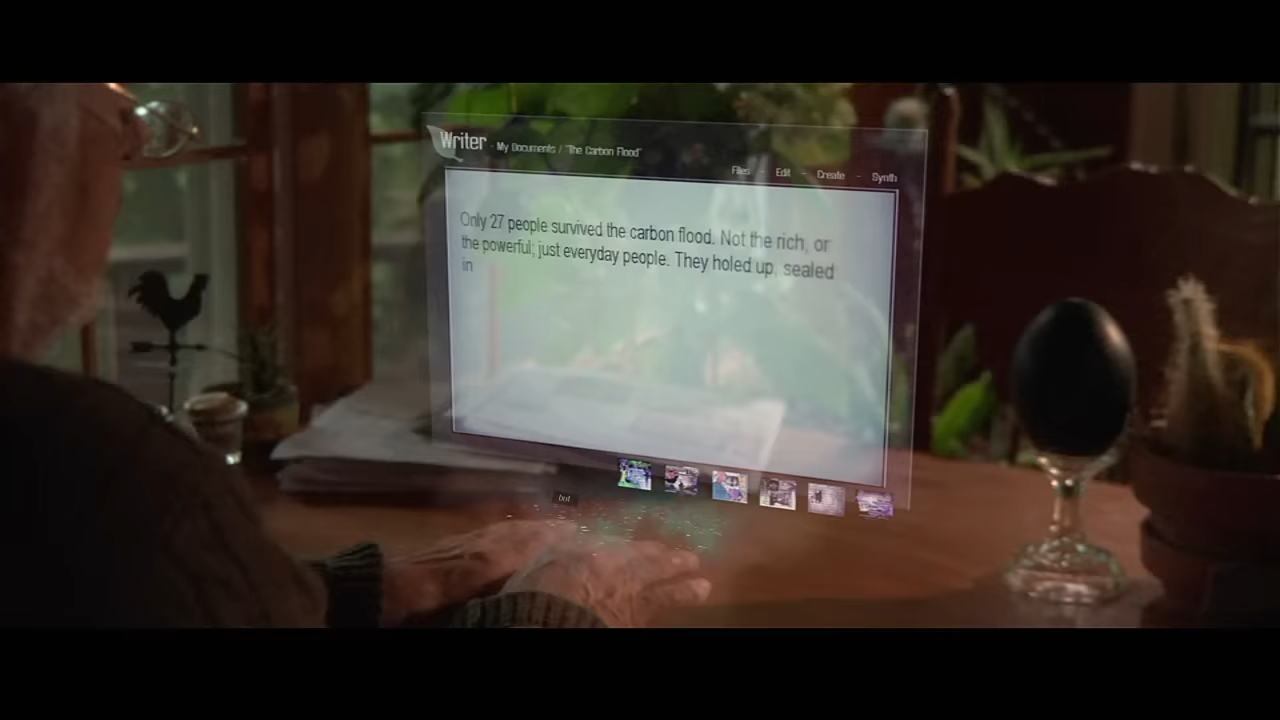 Writer - My Documents / "The Carbon Flood"
Files - Edit - Create - Synth
Only 27 people survived the carbon flood. Not the rich, or
the powerful; just everyday people. They holed up, sealed
in
but